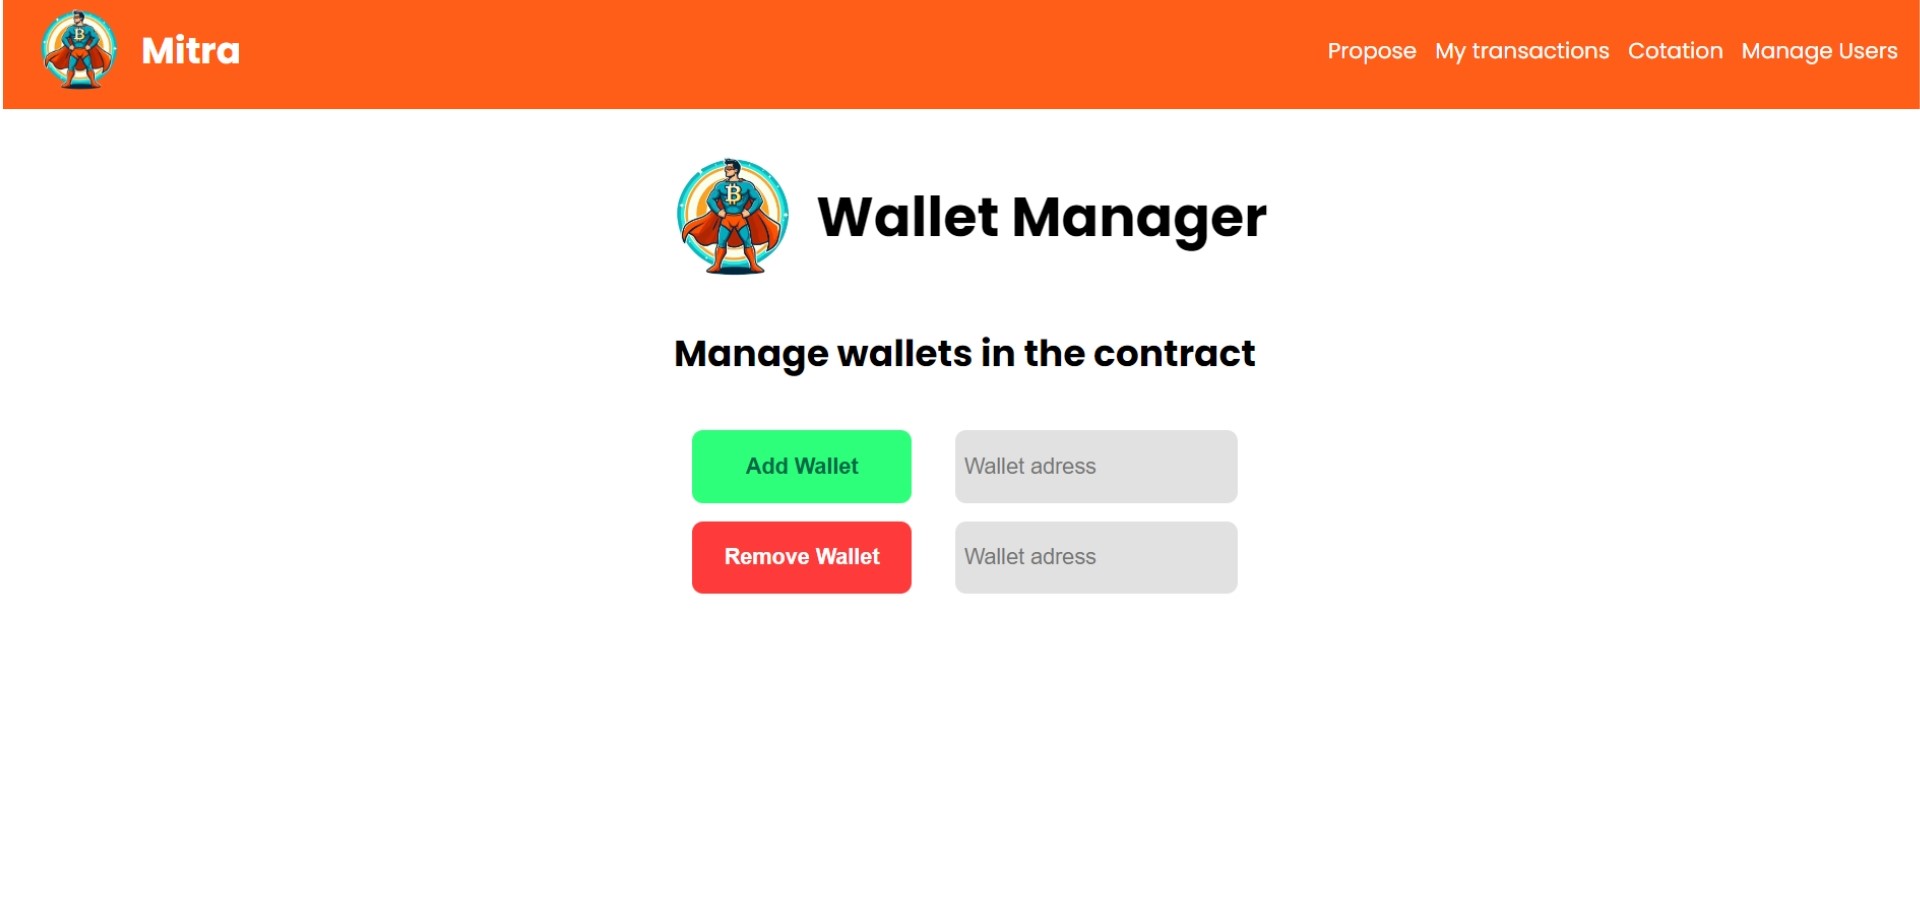 Mitra
Propose My transactions Cotation Manage Users
Wallet Manager
Manage wallets in the contract
Add Wallet
Wallet adress
Remove Wallet
Wallet adress